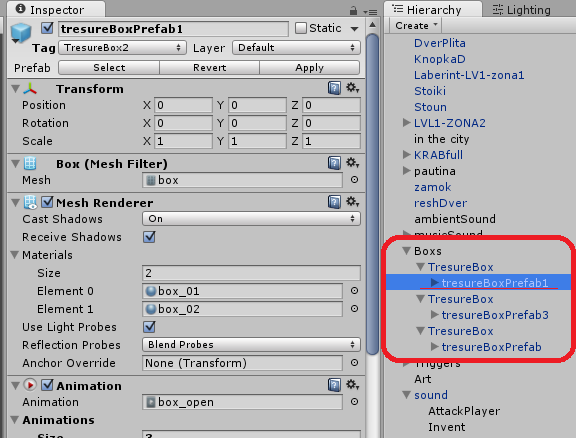 Inspector
tresureBoxPrefab1
Static
Tag
TresureBox2
Layer
Default
Prefab
Select
Revert
Apply
Transform
Position
X 0 Y 0 Z 0
Rotation
X 0 Y 0 Z 0
Scale
X 1 Y 1 Z 1
Box (Mesh Filter)
Mesh
box
Mesh Renderer
Cast Shadows
On
Receive Shadows
Materials
Size
2
Element 0
box_01
Element 1
box_02
Use Light Probes
Reflection Probes
Blend Probes
Anchor Override
None (Transform)
Animation
Animation
box_open
Animations
Size
3
Hierarchy
Lighting
Create
DverPlita
KnopkaD
Laberint-LV1-zona1
Stoiki
Stoun
LVL1-ZONA2
in the city
KRABfull
pautina
zamok
reshDver
ambientSound
musicSound
Boxs
TresureBox
tresureBoxPrefab1
TresureBox
tresureBoxPrefab3
TresureBox
tresureBoxPrefab
Triggers
Art
sound
AttackPlayer
Invent